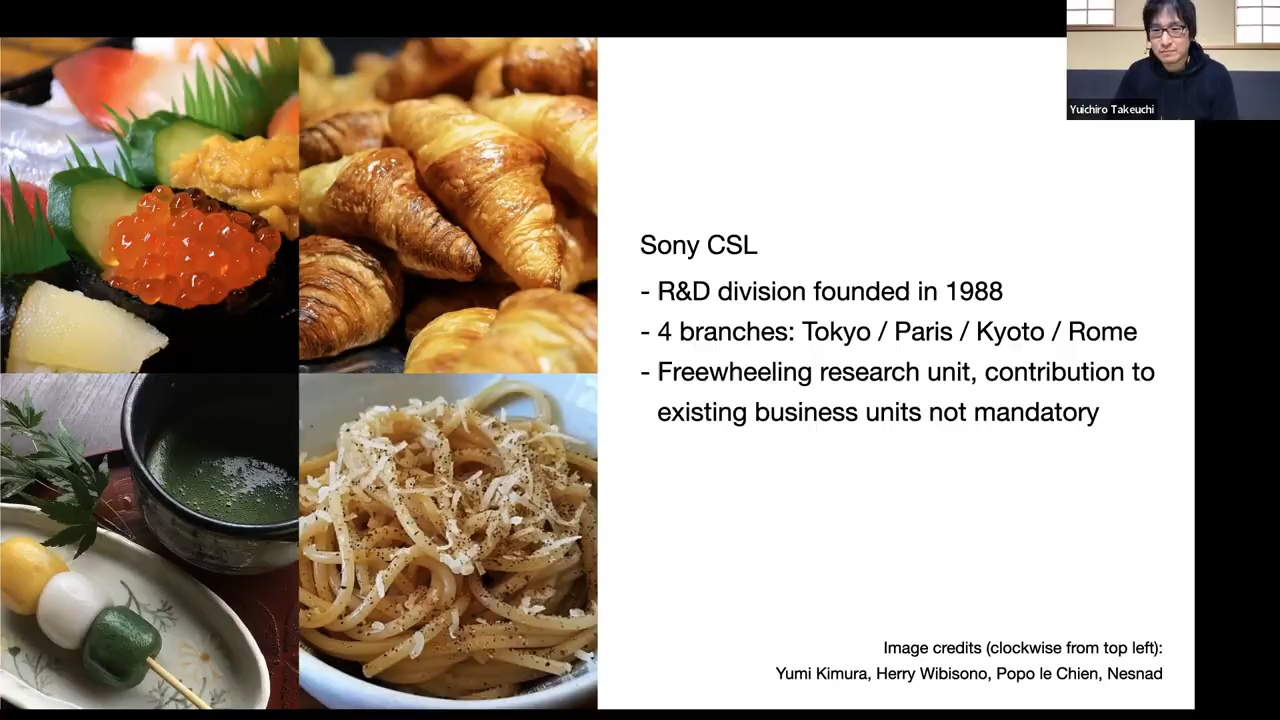 Yuichiro Takeuchi
Sony CSL
- R&D division founded in 1988
- 4 branches: Tokyo / Paris / Kyoto / Rome
- Freewheeling research unit, contribution to
existing business units not mandatory
Image credits (clockwise from top left):
Yumi Kimura, Herry Wibisono, Popo le Chien, Nesnad